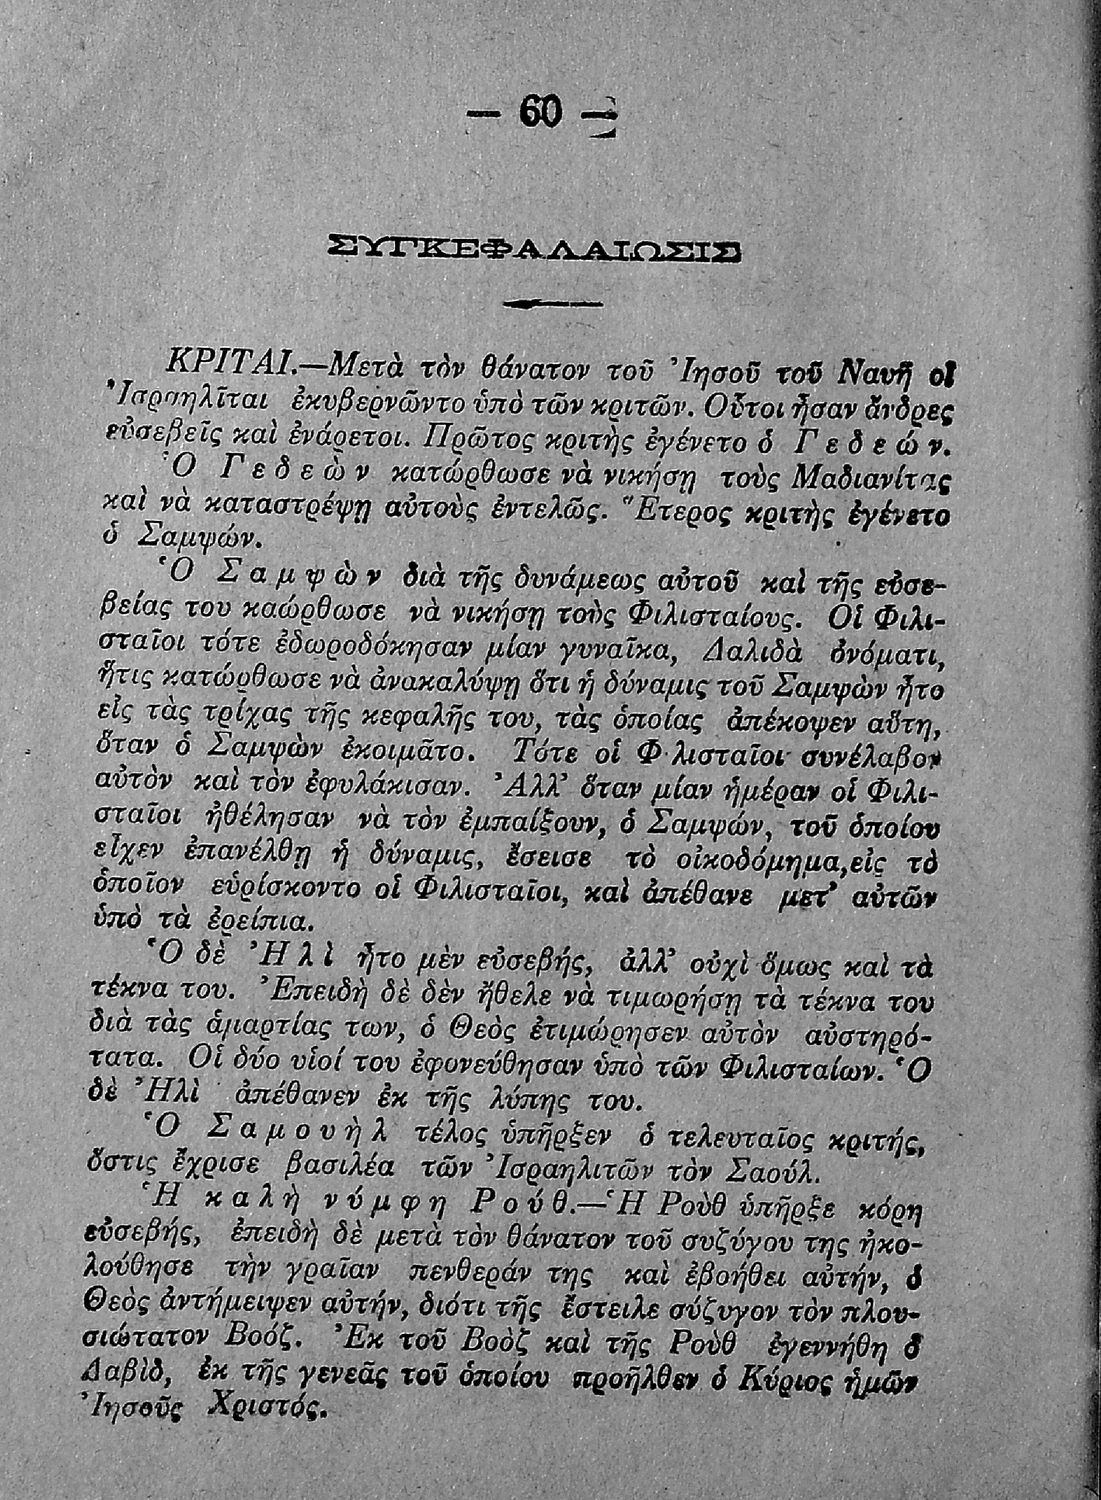 — 60 —
ΣΥΓΚΕΦΑΛΑΙΩΣΙΣ
ΚΡΙΤΑΙ.—Μετὰ τὸν θάνατον τοῦ Ἰησοῦ τοῦ Ναυῆ οἱ
Ἰσραηλῖται ἐκυβερνῶντο ὑπὸ τῶν κριτῶν. Οὗτοι ἦσαν ἄνδρες
εὐσεβεῖς καὶ ἐνάρετοι. Πρῶτος κριτὴς ἐγένετο ὁ Γεδεών.
Ὁ Γεδεὼν κατώρθωσε νὰ νικήσῃ τοὺς Μαδιανίτας
καὶ νὰ καταστρέψῃ αὐτοὺς ἐντελῶς. Ἕτερος κριτὴς ἐγένετο
ὁ Σαμψών.
Ὁ Σαμψὼν διὰ τῆς δυνάμεως αὐτοῦ καὶ τῆς εὐσε-
βείας του καώρθωσε νὰ νικήσῃ τοὺς Φιλισταίους. Οἱ Φιλι-
σταῖοι τότε ἐδωροδόκησαν μίαν γυναῖκα, Δαλιδὰ ὀνόματι,
ἥτις κατώρθωσε νὰ ἀνακαλύψῃ ὅτι ἡ δύναμις τοῦ Σαμψὼν ἦτο
εἰς τὰς τρίχας τῆς κεφαλῆς του, τὰς ὁποίας ἀπέκοψεν αὕτη,
ὅταν ὁ Σαμψὼν ἐκοιμᾶτο. Τότε οἱ Φ λισταῖοι συνέλαβον
αὐτὸν καὶ τὸν ἐφυλάκισαν. Ἀλλ’ ὅταν μίαν ἡμέραν οἱ Φιλι-
σταῖοι ἠθέλησαν νὰ τὸν ἐμπαίξουν, ὁ Σαμψών, τοῦ ὁποίου
εἶχεν ἐπανέλθῃ ἡ δύναμις, ἔσεισε τὸ οἰκοδόμημα,εἰς τὸ
ὁποῖον εὑρίσκοντο οἱ Φιλισταῖοι, καὶ ἀπέθανε μετ’ αὐτῶν
ὑπὸ τὰ ἐρείπια.
Ὁ δὲ Ἠλὶ ἦτο μὲν εὐσεβής, ἀλλ’ οὐχὶ ὅμως καὶ τὰ
τέκνα του. Ἐπειδὴ δὲ δὲν ἤθελε νὰ τιμωρήσῃ τὰ τέκνα του
διὰ τὰς ἁμαρτίας των, ὁ Θεὸς ἐτιμώρησεν αὐτὸν αὐστηρό-
τατα. Οἱ δύο υἱοί του ἐφονεύθησαν ὑπὸ τῶν Φιλισταίων. Ὁ
δὲ Ἠλὶ ἀπέθανεν ἐκ τῆς λύπης του.
Ὁ Σαμουὴλ τέλος ὑπῆρξεν ὁ τελευταῖος κριτής,
ὅστις ἔχρισε βασιλέα τῶν Ἰσραηλιτῶν τὸν Σαούλ.
Ἡ καλὴ νύμφη Ρούθ.—Ἡ Ροὺθ ὑπῆρξε κόρη
εὐσεβής, ἐπειδὴ δὲ μετὰ τὸν θάνατον τοῦ συζύγου της ἠκο-
λούθησε τὴν γραῖαν πενθεράν της καὶ ἐβοήθει αὐτήν, ὁ
Θεὸς ἀντήμειψεν αὐτήν, διότι τῆς ἔστειλε σύζυγον τὸν πλου-
σιώτατον Βοόζ. Ἐκ τοῦ Βοὸζ καὶ τῆς Ροὺθ ἐγεννήθη ὁ
Δαβὶδ, ἐκ τῆς γενεᾶς τοῦ ὁποίου προῆλθεν ὁ Κύριος ἡμῶν
Ἰησοῦς Χριστός.